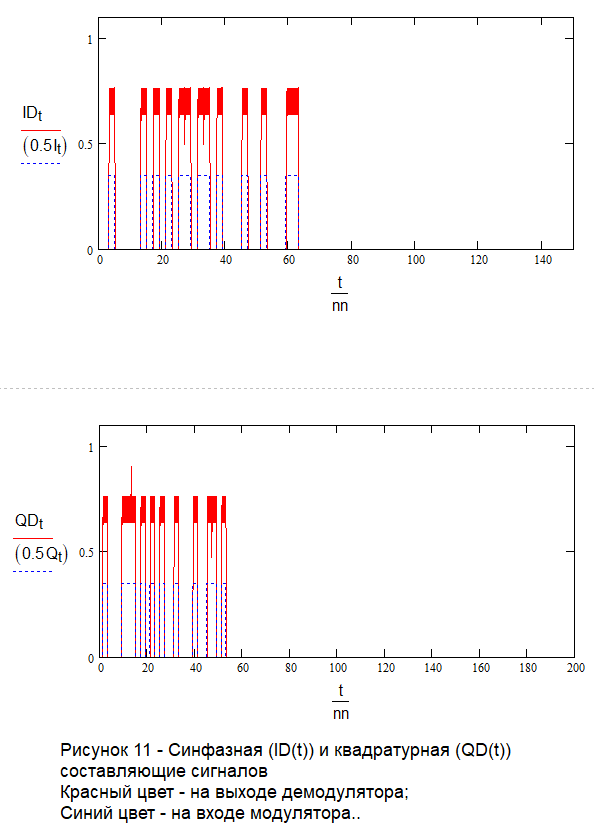 1
ID_t
(0.5I_t)
0.5
0
0 20 40 60 80 100 120 140
t
nn
1
QD_t
(0.5Q_t)
0.5
0
0 20 40 60 80 100 120 140 160 180 200
t
nn
Рисунок 11 - Синфазная (ID(t)) и квадратурная (QD(t))
составляющие сигналов
Красный цвет - на выходе демодулятора;
Синий цвет - на входе модулятора..